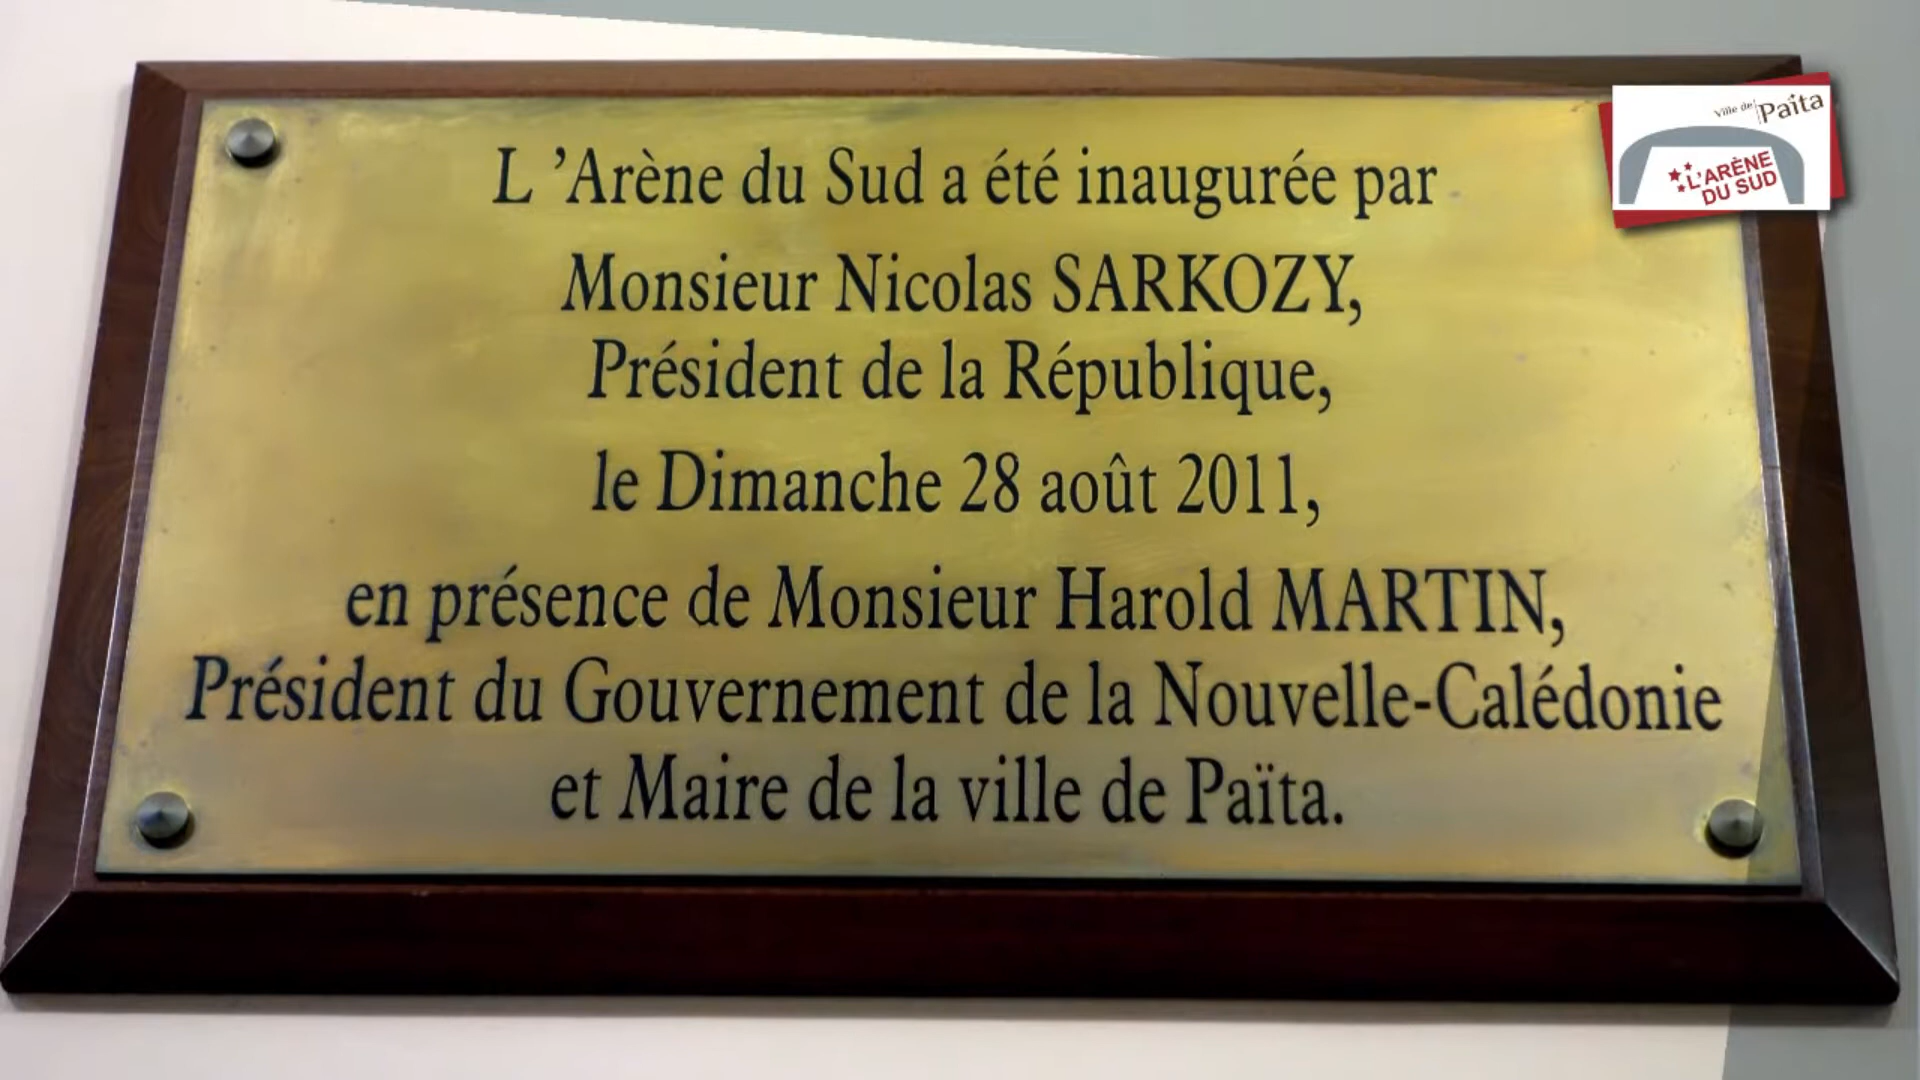 L 'Arène du Sud a été inaugurée par
Monsieur Nicolas SARKOZY,
Président de la République,
le Dimanche 28 août 2011,
en présence de Monsieur Harold MARTIN,
Président du Gouvernement de la Nouvelle-Calédonie
et Maire de la ville de Païta.
Ville de Païta
L'ARÈNE
DU SUD